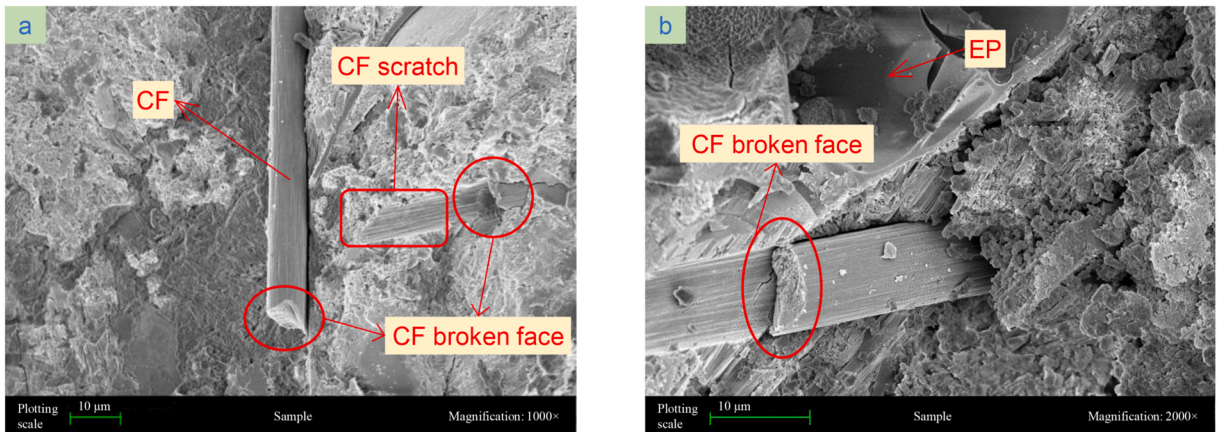 a
CF scratch
CF
CF broken face
Plotting scale
10 μm
Sample
Magnification: 1000×
b
EP
CF broken face
Plotting scale
10 μm
Sample
Magnification: 2000×